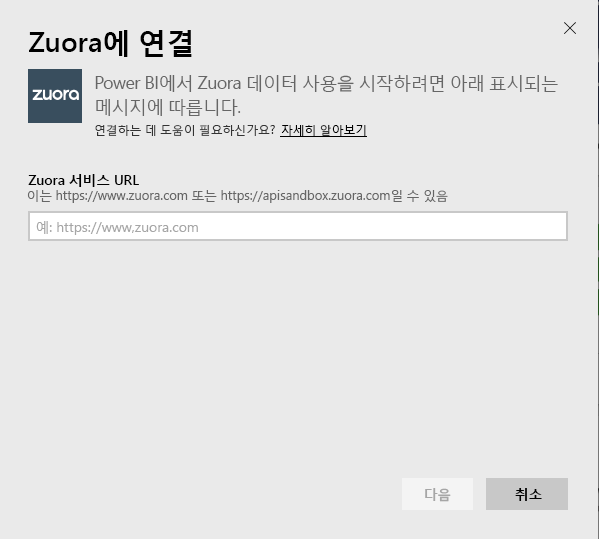 Zuora에 연결
zuora
Power BI에서 Zuora 데이터 사용을 시작하려면 아래 표시되는
메시지에 따릅니다.
연결하는 데 도움이 필요하신가요? 자세히 알아보기
Zuora 서비스 URL
이는 https://www.zuora.com 또는 https://apisandbox.zuora.com일 수 있음
예: https://www.zuora.com
다음 취소